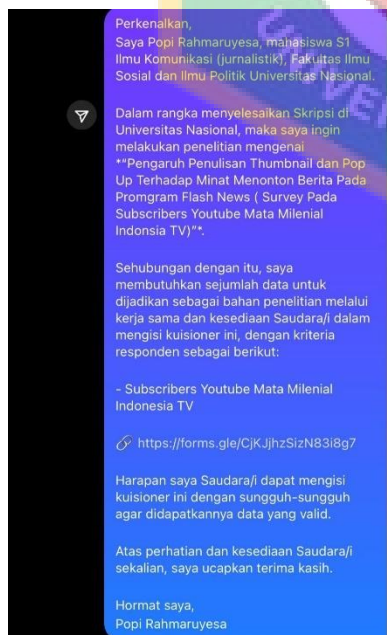 Perkenalkan,
Saya Popi Rahmaruyesa, mahasiswa S1
Ilmu Komunikasi (jurnalistik), Fakultas Ilmu
Sosial dan Ilmu Politik Universitas Nasional.
Dalam rangka menyelesaikan Skripsi di
Universitas Nasional, maka saya ingin
melakukan penelitian mengenai
*"Pengaruh Penulisan Thumbnail dan Pop
Up Terhadap Minat Menonton Berita Pada
Promgram Flash News ( Survey Pada
Subscribers Youtube Mata Milenial
Indonsia TV)"*.
Sehubungan dengan itu, saya
membutuhkan sejumlah data untuk
dijadikan sebagai bahan penelitian melalui
kerja sama dan kesediaan Saudara/i dalam
mengisi kuisioner ini, dengan kriteria
responden sebagai berikut:
- Subscribers Youtube Mata Milenial
Indonesia TV
https://forms.gle/CjKJjhzSizN83i8g7
Harapan saya Saudara/i dapat mengisi
kuisioner ini dengan sungguh-sungguh
agar didapatkannya data yang valid.
Atas perhatian dan kesediaan Saudara/i
sekalian, saya ucapkan terima kasih.
Hormat saya,
Popi Rahmaruyesa